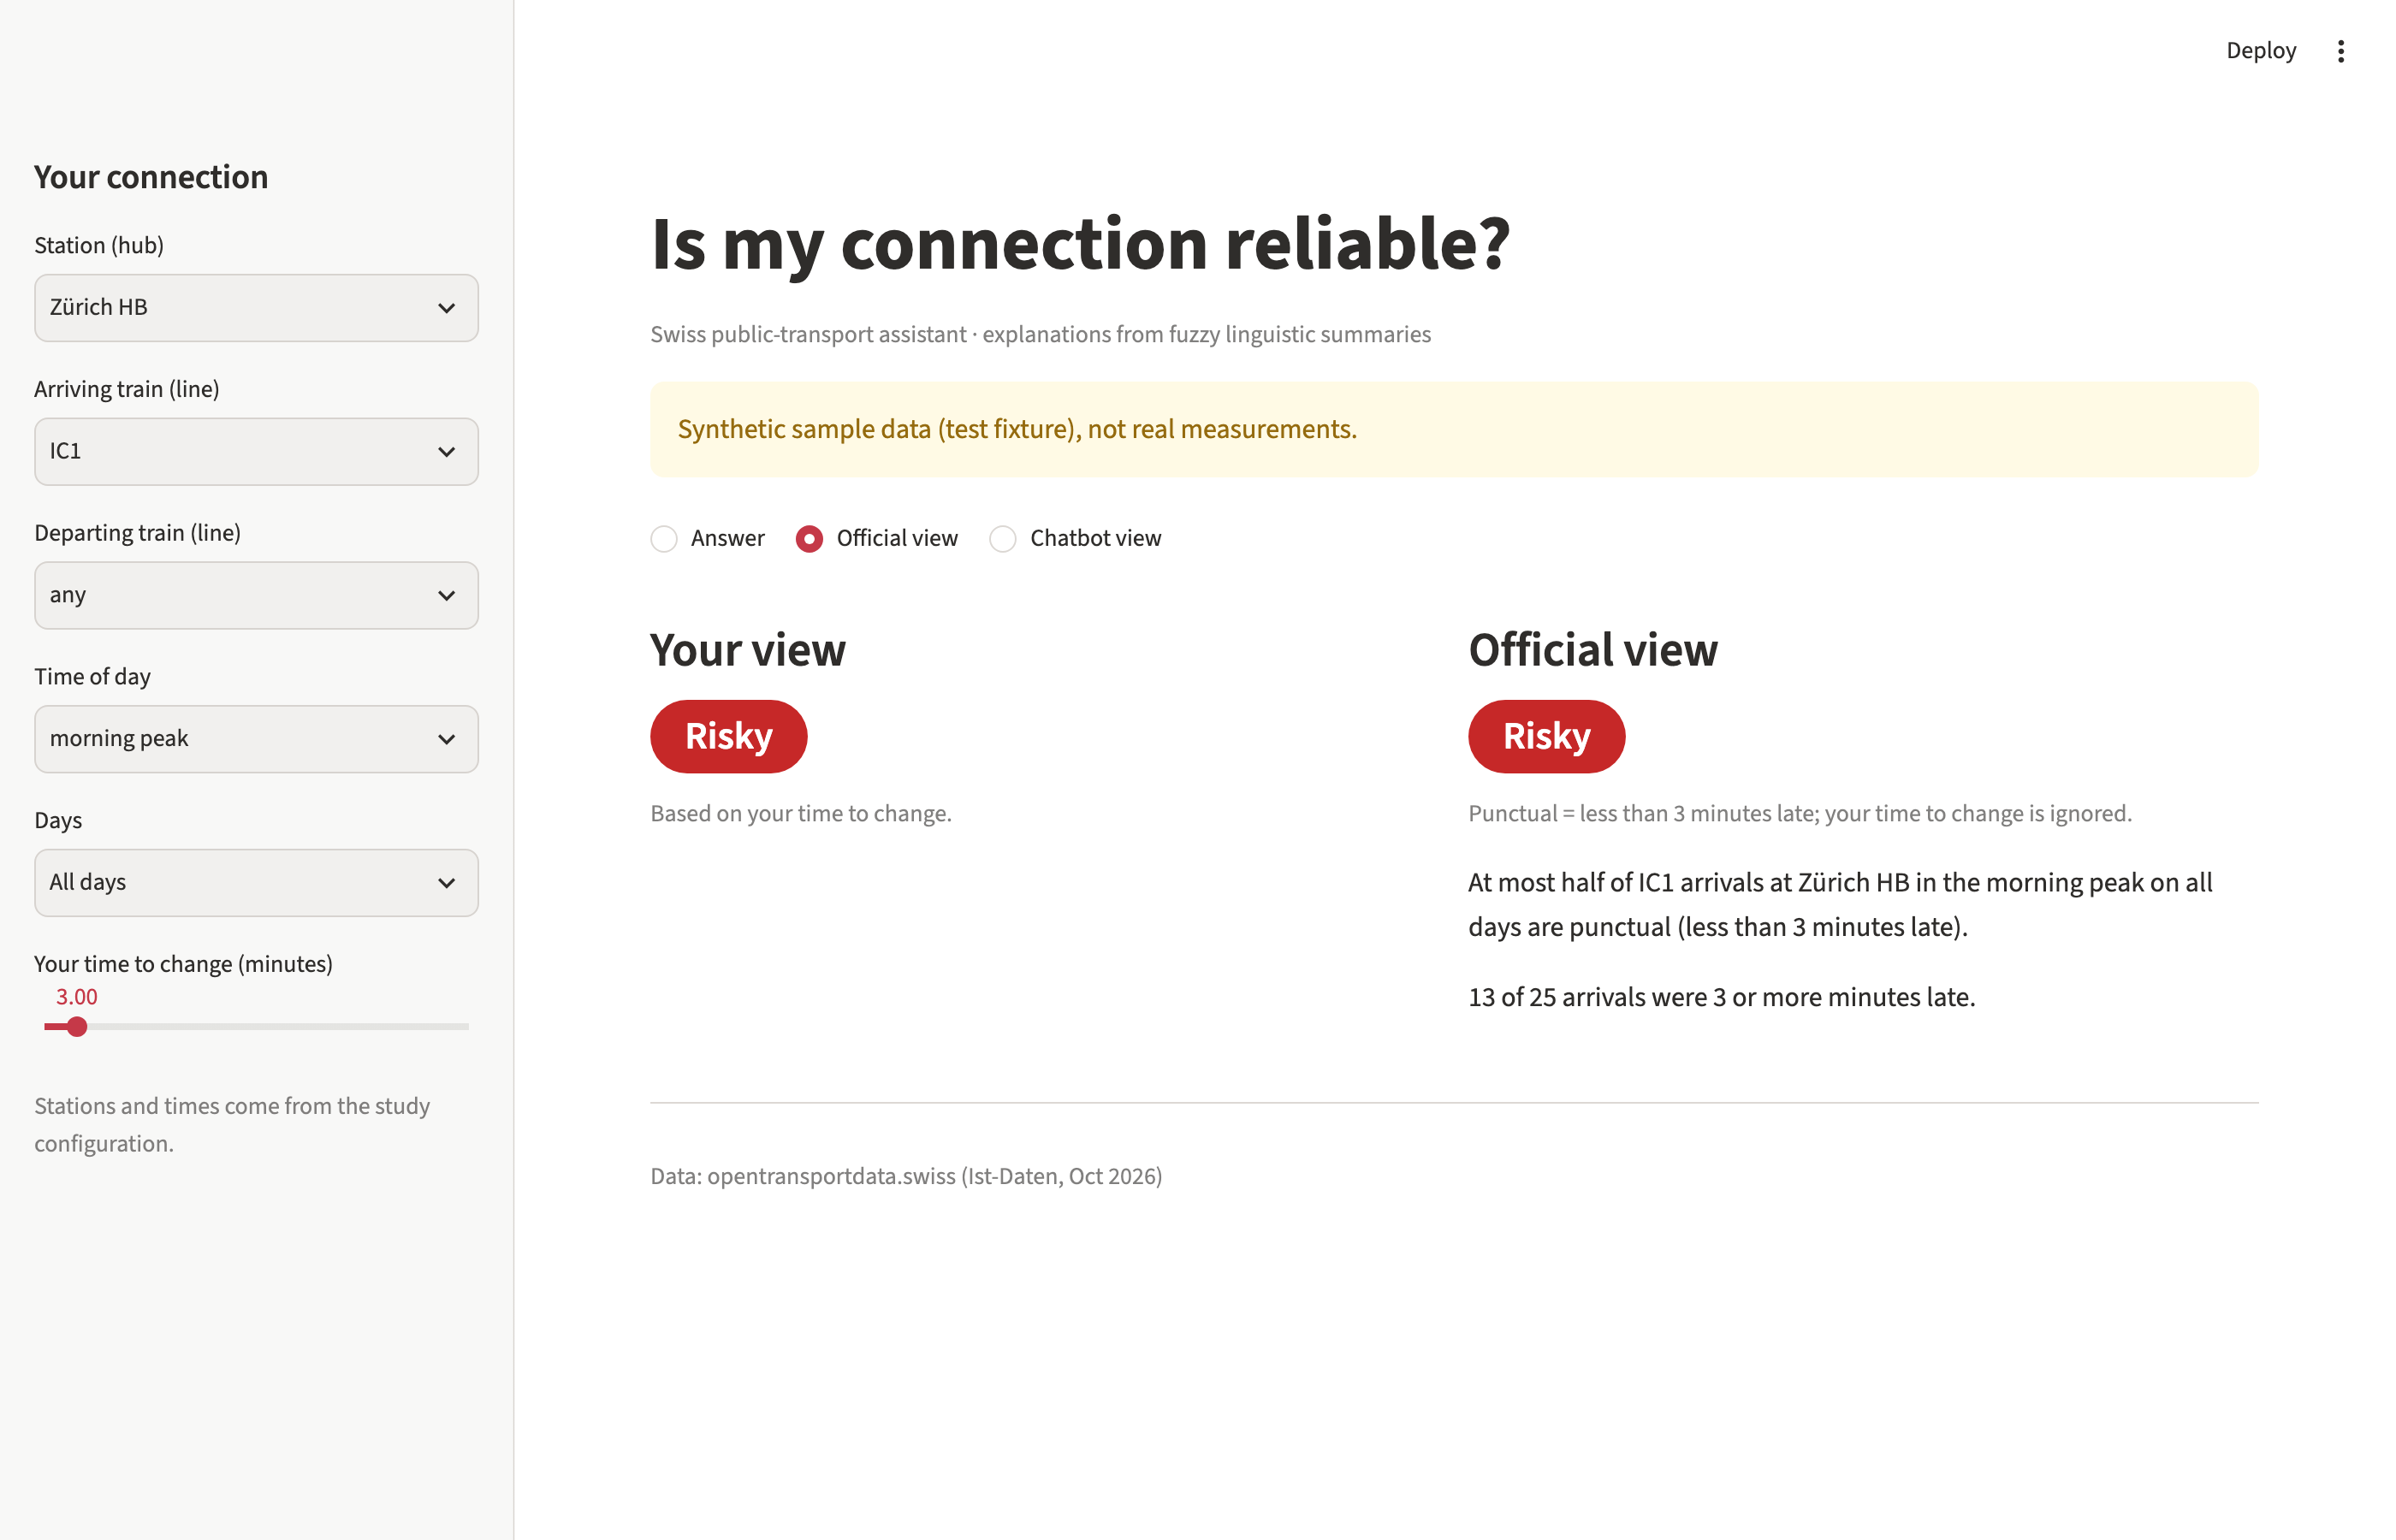 Deploy
Your connection
Station (hub)
Zürich HB
Arriving train (line)
IC1
Departing train (line)
any
Time of day
morning peak
Days
All days
Your time to change (minutes)
3.00
Stations and times come from the study
configuration.
Is my connection reliable?
Swiss public-transport assistant · explanations from fuzzy linguistic summaries
Synthetic sample data (test fixture), not real measurements.
Answer
Official view
Chatbot view
Your view
Risky
Based on your time to change.
Official view
Risky
Punctual = less than 3 minutes late; your time to change is ignored.
At most half of IC1 arrivals at Zürich HB in the morning peak on all
days are punctual (less than 3 minutes late).
13 of 25 arrivals were 3 or more minutes late.
Data: opentransportdata.swiss (Ist-Daten, Oct 2026)